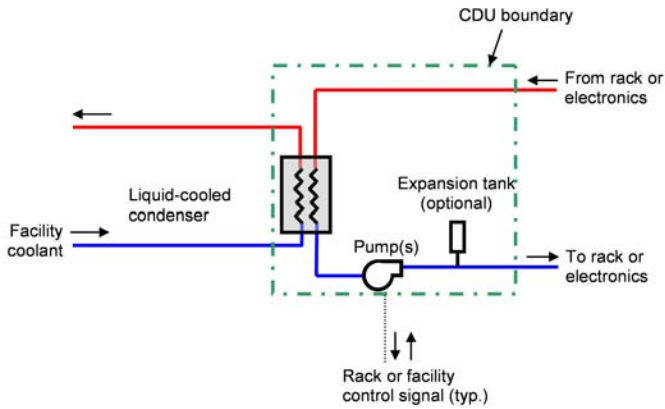 CDU boundary
From rack or
electronics
Liquid-cooled
condenser
Expansion tank
(optional)
Facility
coolant
Pump(s)
To rack or
electronics
Rack or facility
control signal (typ.)